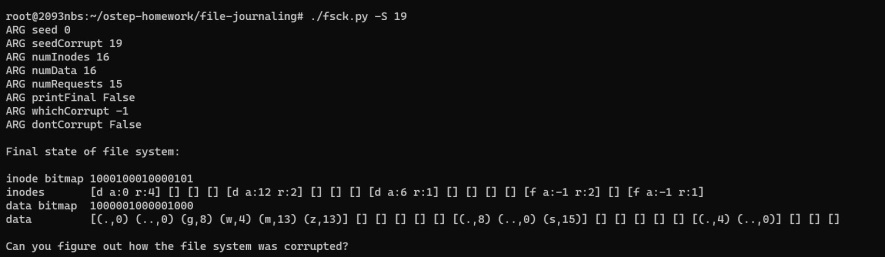 root@2093nbs:~/ostep-homework/file-journaling# ./fsck.py -S 19
ARG seed 0
ARG seedCorrupt 19
ARG numInodes 16
ARG numData 16
ARG numRequests 15
ARG printFinal False
ARG whichCorrupt -1
ARG dontCorrupt False
Final state of file system:
inode bitmap 1000100010000101
inodes [d a:0 r:4] [] [] [] [d a:12 r:2] [] [] [] [d a:6 r:1] [] [] [] [] [f a:-1 r:2] [] [f a:-1 r:1]
data bitmap 1000001000001000
data [(.,0) (..,0) (g,8) (w,4) (m,13) (z,13)] [] [] [] [] [] [(.,8) (..,0) (s,15)] [] [] [] [] [] [(.,4) (..,0)] [] [] []
Can you figure out how the file system was corrupted?